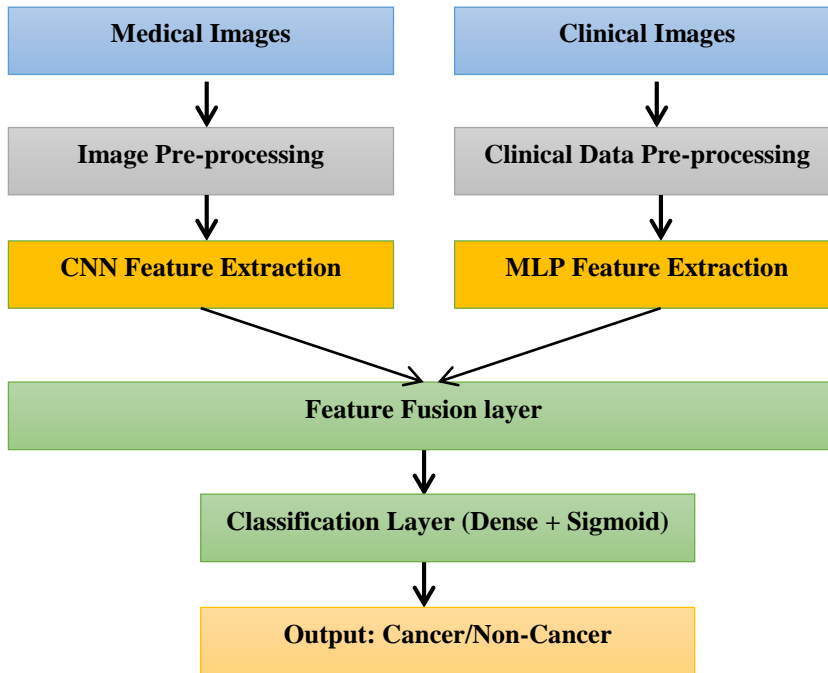 Medical Images
Clinical Images
Image Pre-processing
Clinical Data Pre-processing
CNN Feature Extraction
MLP Feature Extraction
Feature Fusion layer
Classification Layer (Dense + Sigmoid)
Output: Cancer/Non-Cancer